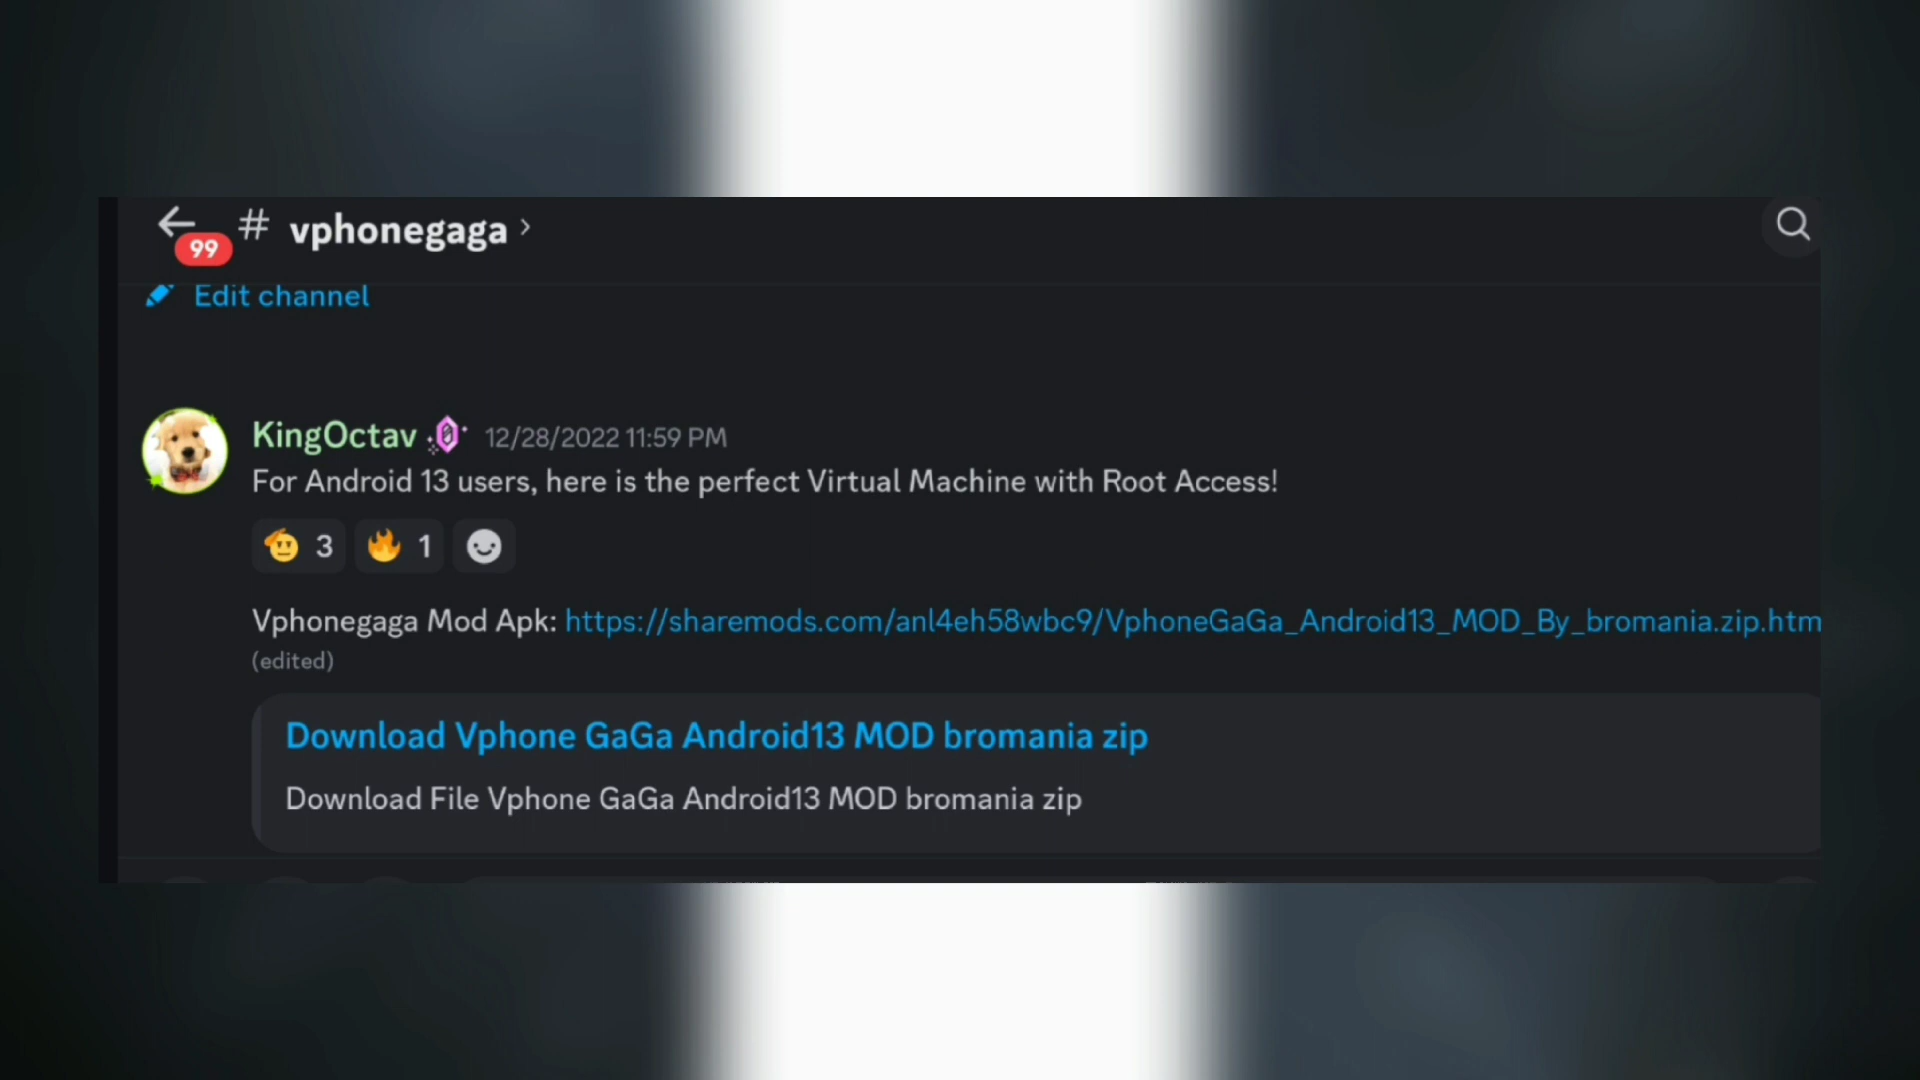 99
# vphonegaga
Edit channel
KingOctav 12/28/2022 11:59 PM
For Android 13 users, here is the perfect Virtual Machine with Root Access!
3 1
Vphonegaga Mod Apk: https://sharemods.com/anl4eh58wbc9/VphoneGaGa_Android13_MOD_By_bromania.zip.htm
(edited)
Download Vphone GaGa Android13 MOD bromania zip
Download File Vphone GaGa Android13 MOD bromania zip